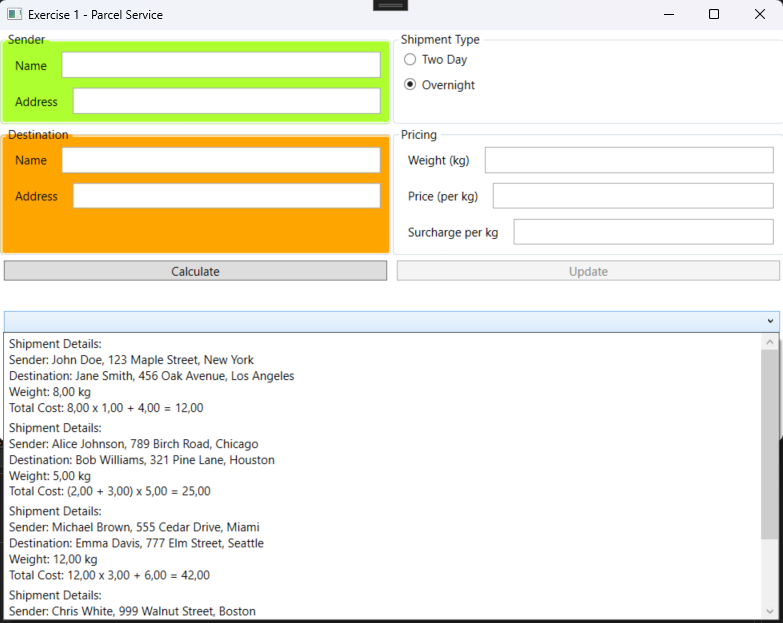 Exercise 1 - Parcel Service
Sender
Name
Address
Shipment Type
Two Day
Overnight
Destination
Name
Address
Pricing
Weight (kg)
Price (per kg)
Surcharge per kg
Calculate
Update
Shipment Details:
Sender: John Doe, 123 Maple Street, New York
Destination: Jane Smith, 456 Oak Avenue, Los Angeles
Weight: 8,00 kg
Total Cost: 8,00 x 1,00 + 4,00 = 12,00
Shipment Details:
Sender: Alice Johnson, 789 Birch Road, Chicago
Destination: Bob Williams, 321 Pine Lane, Houston
Weight: 5,00 kg
Total Cost: (2,00 + 3,00) x 5,00 = 25,00
Shipment Details:
Sender: Michael Brown, 555 Cedar Drive, Miami
Destination: Emma Davis, 777 Elm Street, Seattle
Weight: 12,00 kg
Total Cost: 12,00 x 3,00 + 6,00 = 42,00
Shipment Details:
Sender: Chris White, 999 Walnut Street, Boston